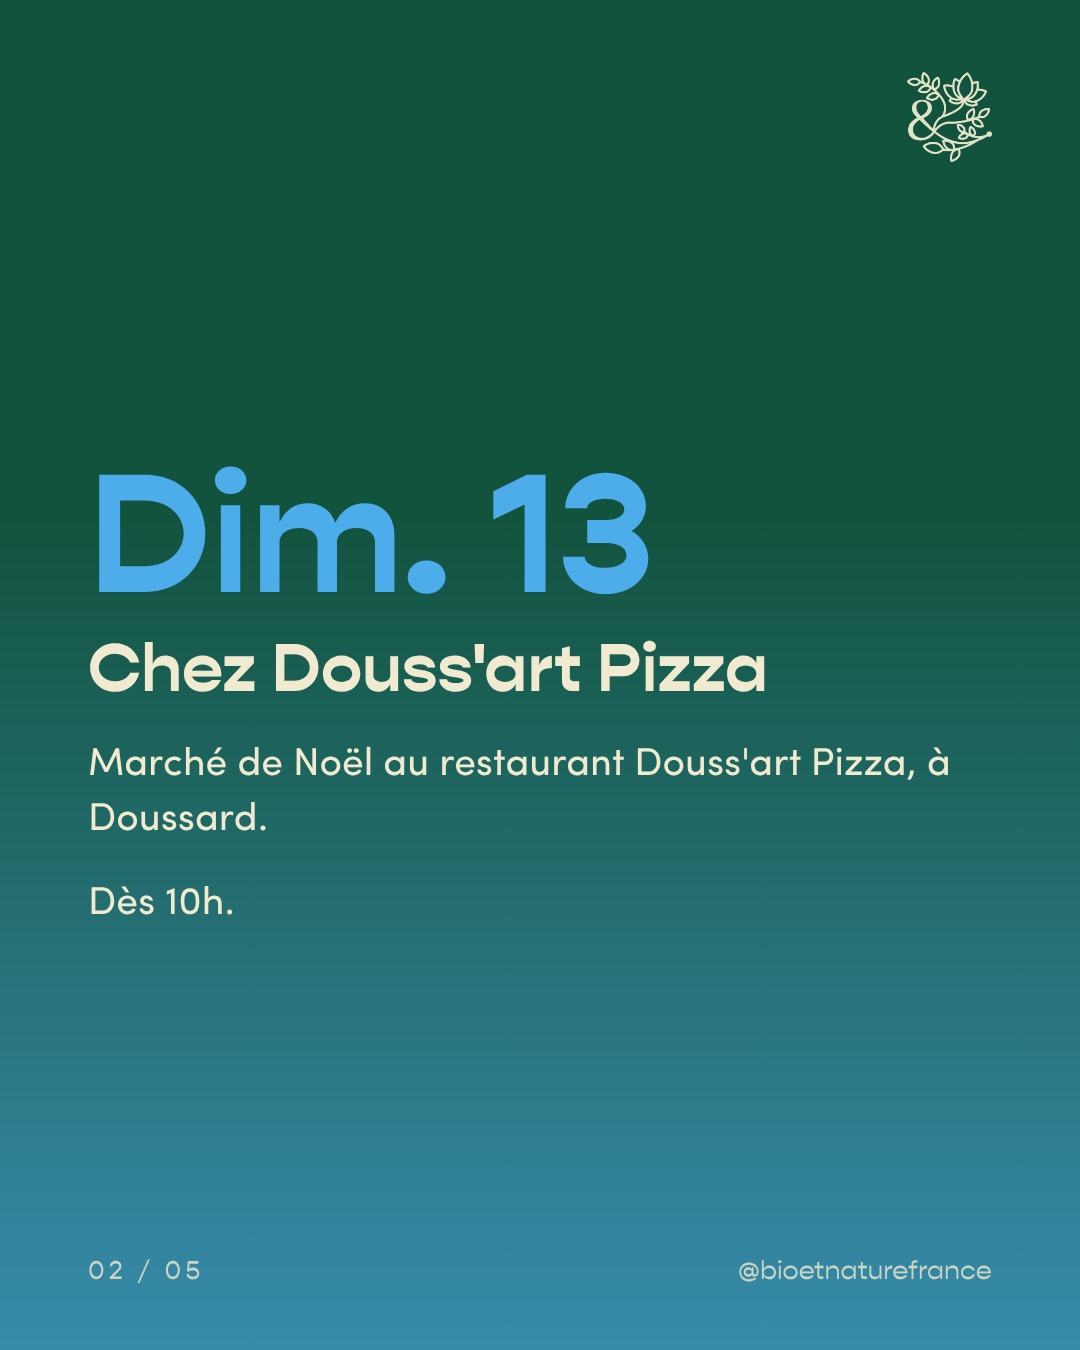 &
Dim. 13
Chez Douss'art Pizza
Marché de Noël au restaurant Douss'art Pizza, à
Doussard.
Dès 10h.
02 / 05
@bioetnaturefrance